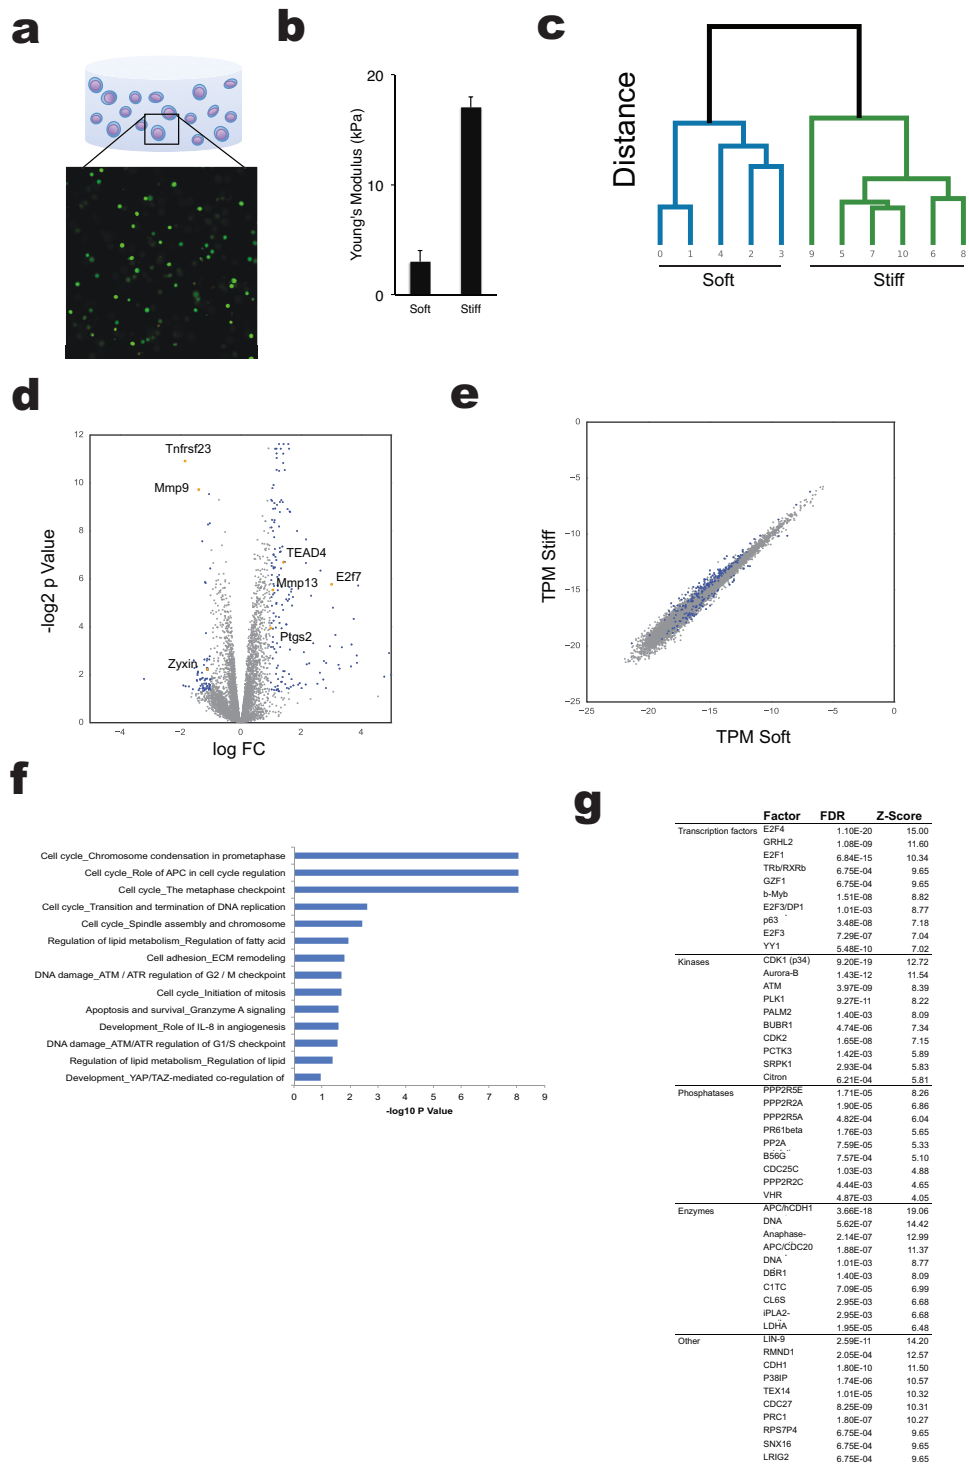 a
b
c
Young's Modulus (kPa)
20
10
0
Soft
Stiff
Distance
0 1 4 2 3 9 5 7 10 6 8
Soft
Stiff
d
-log2 p Value
12
10
8
6
4
2
0
Tnfrsf23
Mmp9
TEAD4
Mmp13
E2f7
Ptgs2
Zyxin
−4 −2 0 2 4
log FC
e
TPM Stiff
0
−5
−10
−15
−20
−25
−25 −20 −15 −10 −5 0
TPM Soft
f
Cell cycle_Chromosome condensation in prometaphase
Cell cycle_Role of APC in cell cycle regulation
Cell cycle_The metaphase checkpoint
Cell cycle_Transition and termination of DNA replication
Cell cycle_Spindle assembly and chromosome
Regulation of lipid metabolism_Regulation of fatty acid
Cell adhesion_ECM remodeling
DNA damage_ATM / ATR regulation of G2 / M checkpoint
Cell cycle_Initiation of mitosis
Apoptosis and survival_Granzyme A signaling
Development_Role of IL-8 in angiogenesis
DNA damage_ATM/ATR regulation of G1/S checkpoint
Regulation of lipid metabolism_Regulation of lipid
Development_YAP/TAZ-mediated co-regulation of
0 1 2 3 4 5 6 7 8 9
-log10 P Value
g
Factor FDR Z-Score
Transcription factors E2F4 1.10E-20 15.00
GRHL2 1.08E-09 11.60
E2F1 6.84E-15 10.34
TRb/RXRb 6.75E-04 9.65
GZF1 6.75E-04 9.65
b-Myb 1.51E-08 8.82
E2F3/DP1 1.01E-03 8.77
p63 3.48E-08 7.18
E2F3 7.29E-07 7.04
YY1 5.48E-10 7.02
Kinases CDK1 (p34) 9.20E-19 12.72
Aurora-B 1.43E-12 11.54
ATM 3.97E-09 8.39
PLK1 9.27E-11 8.22
PALM2 1.40E-03 8.09
BUBR1 4.74E-06 7.34
CDK2 1.65E-08 7.15
PCTK3 1.42E-03 5.89
SRPK1 2.93E-04 5.83
Citron 6.21E-04 5.81
Phosphatases PPP2R5E 1.71E-05 8.26
PPP2R2A 1.90E-05 6.86
PPP2R5A 4.82E-04 6.04
PR61beta 1.76E-03 5.65
PP2A 7.59E-05 5.33
B56G 7.57E-04 5.10
CDC25C 1.03E-03 4.88
PPP2R2C 4.44E-03 4.65
VHR 4.87E-03 4.05
Enzymes APC/hCDH1 3.66E-18 19.06
DNA 5.62E-07 14.42
Anaphase- 2.14E-07 12.99
APC/CDC20 1.88E-07 11.37
DNA 1.01E-03 8.77
DBR1 1.40E-03 8.09
C1TC 7.09E-05 6.99
CL6S 2.95E-03 6.68
iPLA2- 2.95E-03 6.68
LDHA 1.95E-05 6.48
Other LIN-9 2.59E-11 14.20
RMND1 2.05E-04 12.57
CDH1 1.80E-10 11.50
P38IP 1.74E-06 10.57
TEX14 1.01E-05 10.32
CDC27 8.25E-09 10.31
PRC1 1.80E-07 10.27
RPS7P4 6.75E-04 9.65
SNX16 6.75E-04 9.65
LRIG2 6.75E-04 9.65